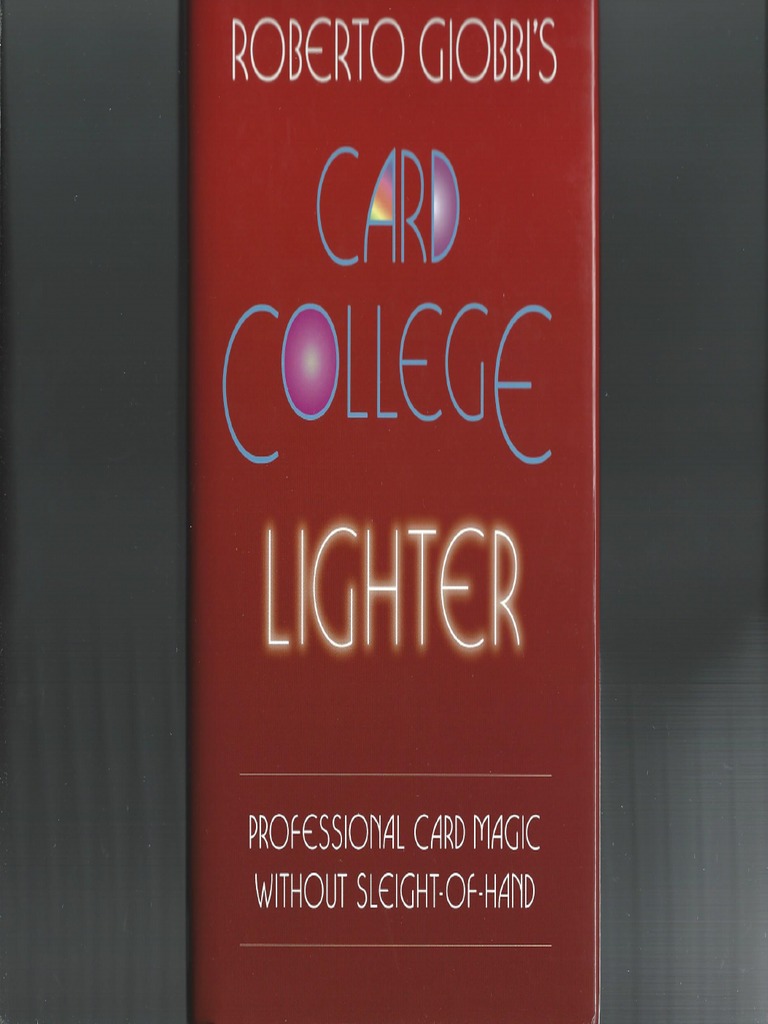 ROBERTO GIOBBI'S
CARD
COLLEGE
LIGHTER
PROFESSIONAL CARD MAGIC
WITHOUT SLEIGHT-OF-HAND